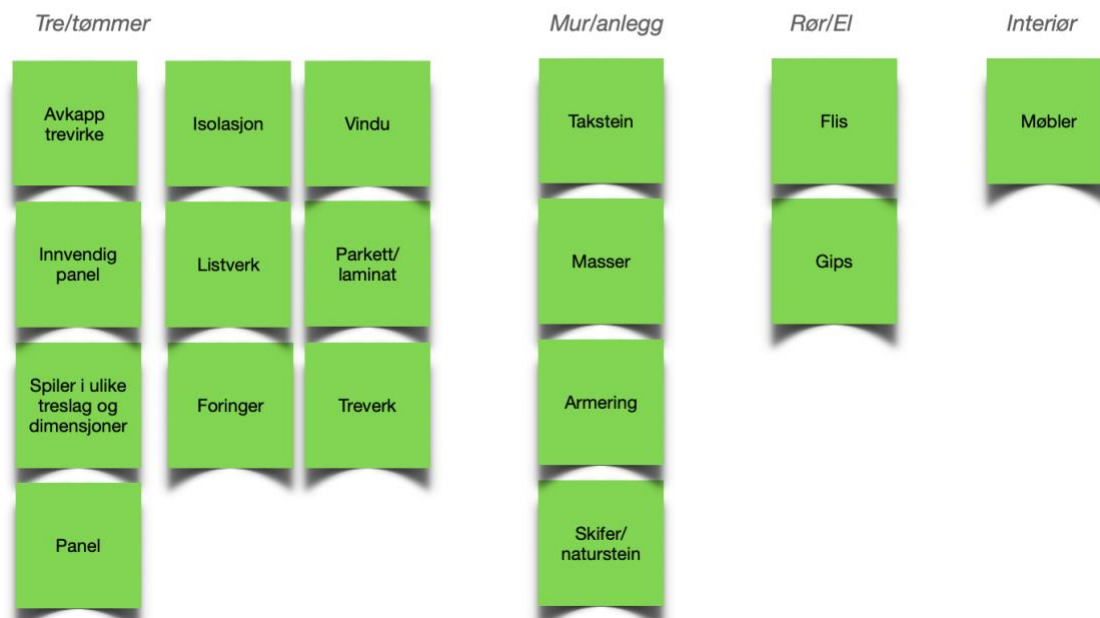 Tre/tømmer
Avkapp
trevirke
Innvendig
panel
Spiler i ulike
treslag og
dimensjoner
Panel
Isolasjon
Listverk
Foringer
Vindu
Parkett/
laminat
Treverk
Mur/anlegg
Takstein
Masser
Armering
Skifer/
naturstein
Rør/El
Flis
Gips
Interiør
Møbler